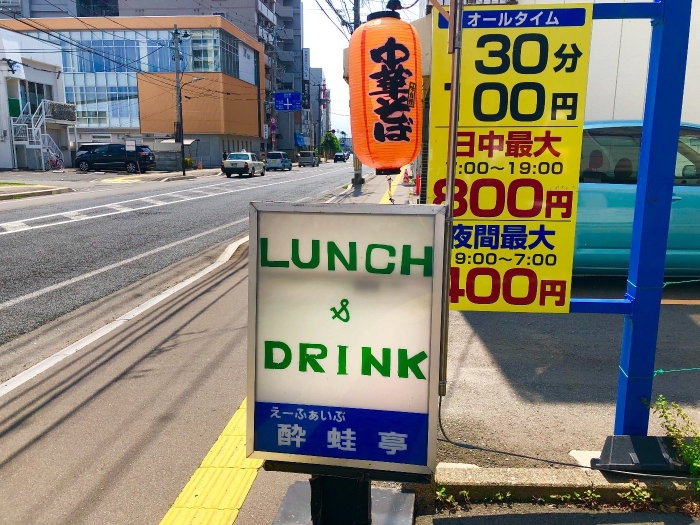 中華そば
オールタイム
30分
00円
日中最大
:00〜19:00
800円
夜間最大
9:00〜7:00
400円
LUNCH
&
DRINK
えーふぁいぶ
酔蛙亭